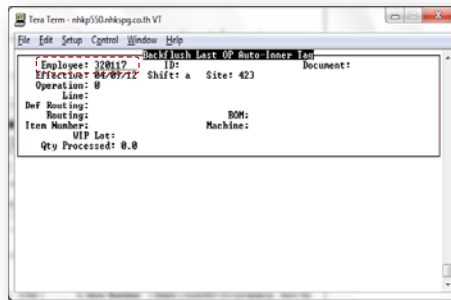 Tera Term - nhkp550.nhkspg.co.th VT
File Edit Setup Control Window Help
Backflush Last OP Auto-Inner Tag
Employee: 320117 ID: Document:
Effective: 04/09/12 Shift: a Site: 423
Operation: 0
Line:
Def Routing:
Routing: BOM:
Item Number: Machine:
WIP Lot:
Qty Processed: 0.0